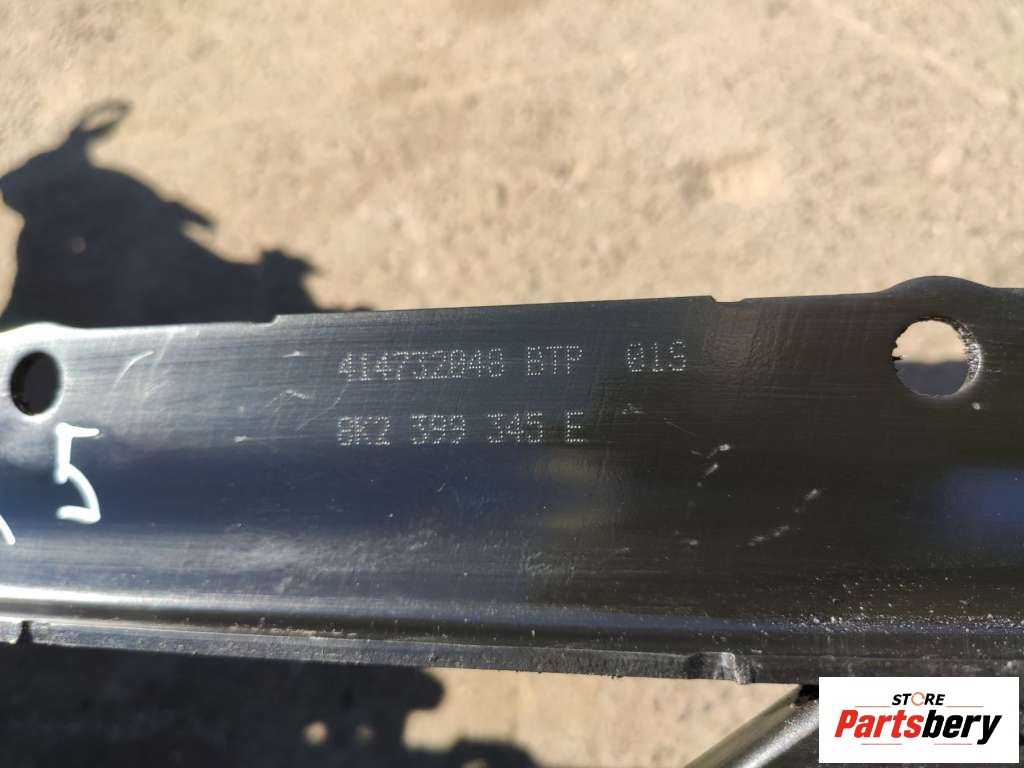 414732048 BTP 01S
8K2 399 345 E
5
STORE
Partsbery